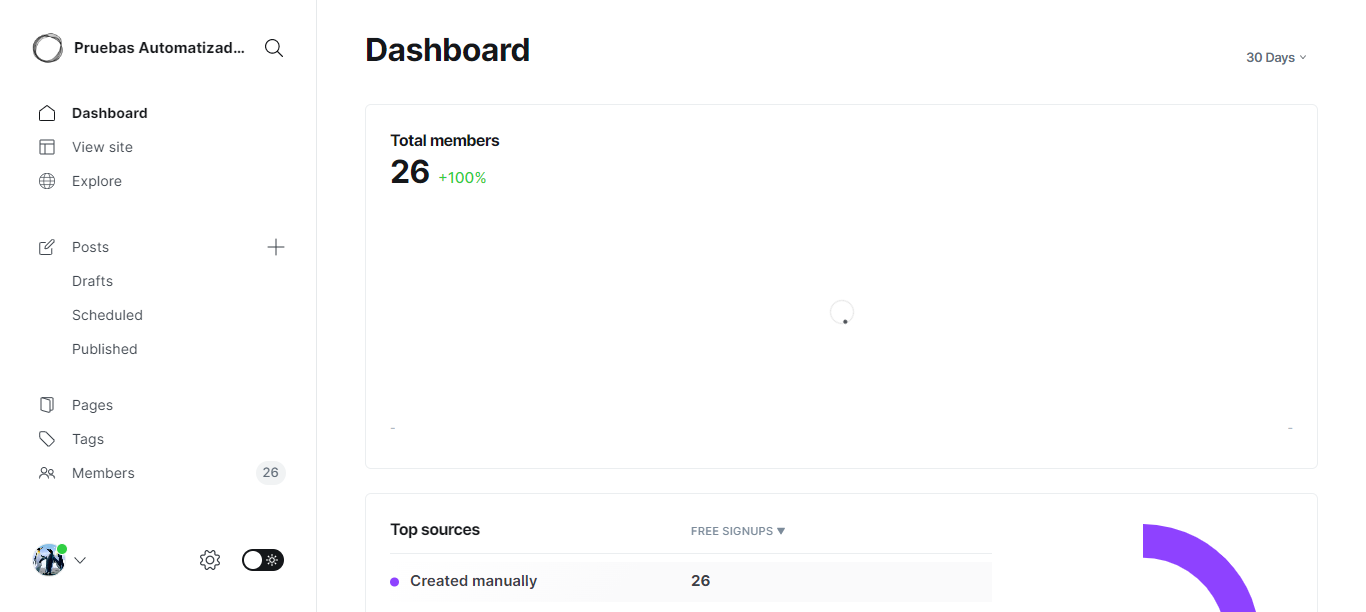 Pruebas Automatizad...
Dashboard
View site
Explore
Posts
Drafts
Scheduled
Published
Pages
Tags
Members 26
Dashboard
30 Days
Total members
26 +100%
- -
Top sources FREE SIGNUPS ▼
Created manually 26